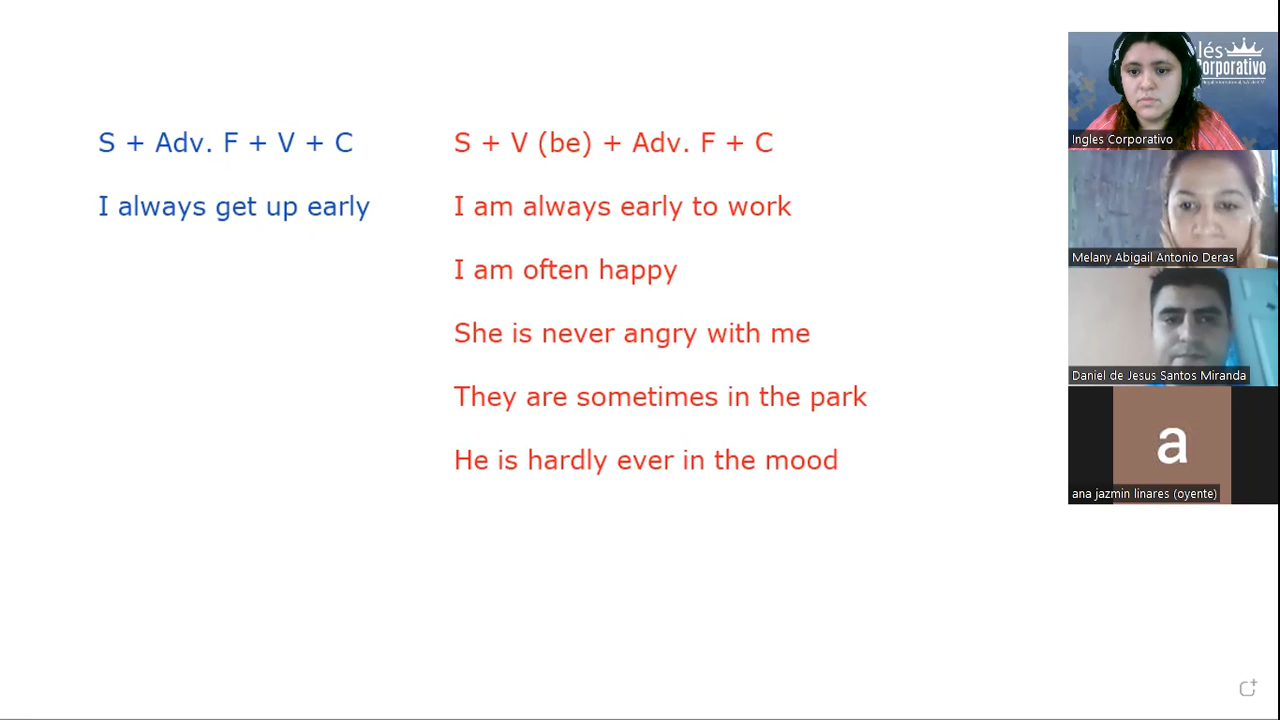 S + Adv. F + V + C
I always get up early
S + V (be) + Adv. F + C
I am always early to work
I am often happy
She is never angry with me
They are sometimes in the park
He is hardly ever in the mood
lés
Corporativo
Ingles Corporativo
Melany Abigail Antonio Deras
Daniel de Jesus Santos Miranda
a
ana jazmin linares (oyente)